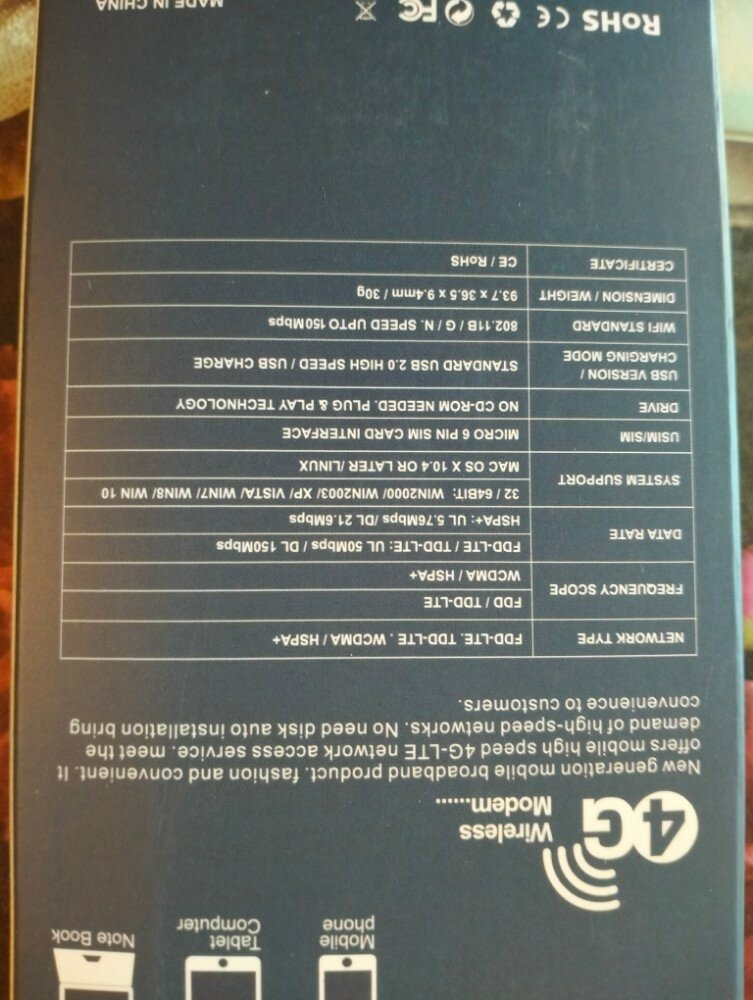 Mobile phone
Tablet Computer
Note Book
4G Wireless
Modem......
New generation mobile broadband product. fashion and convenient. It
offers mobile high speed 4G-LTE network access service. meet the
demand of high-speed networks. No need disk auto installation bring
convenience to customers.
NETWORK TYPE FDD-LTE. TDD-LTE . WCDMA / HSPA+
FREQUENCY SCOPE FDD / TDD-LTE
WCDMA / HSPA+
DATA RATE FDD-LTE / TDD-LTE: UL 50Mbps / DL / 150Mbps
HSPA+: UL 5.76Mbps /DL 21.6Mbps
SYSTEM SUPPORT 32 / 64BIT: WIN2000/ WIN2003/ XP/ VISTA/ WIN7/ WIN8/ WIN 10
MAC OS X 10.4 OR LATER /LINUX
USIM/SIM MICRO 6 PIN SIM CARD INTERFACE
DRIVE NO CD-ROM NEEDED. PLUG & PLAY TECHNOLOGY
USB VERSION /
CHARGING MODE STANDARD USB 2.0 HIGH SPEED / USB CHARGE
WIFI STANDARD 802.11B / G / N. SPEED UPTO 150Mbps
DIMENSION / WEIGHT 93.7 x 36.5 x 9.4mm / 30g
CERTIFICATE CE / RoHS
RoHS CE FC MADE IN CHINA